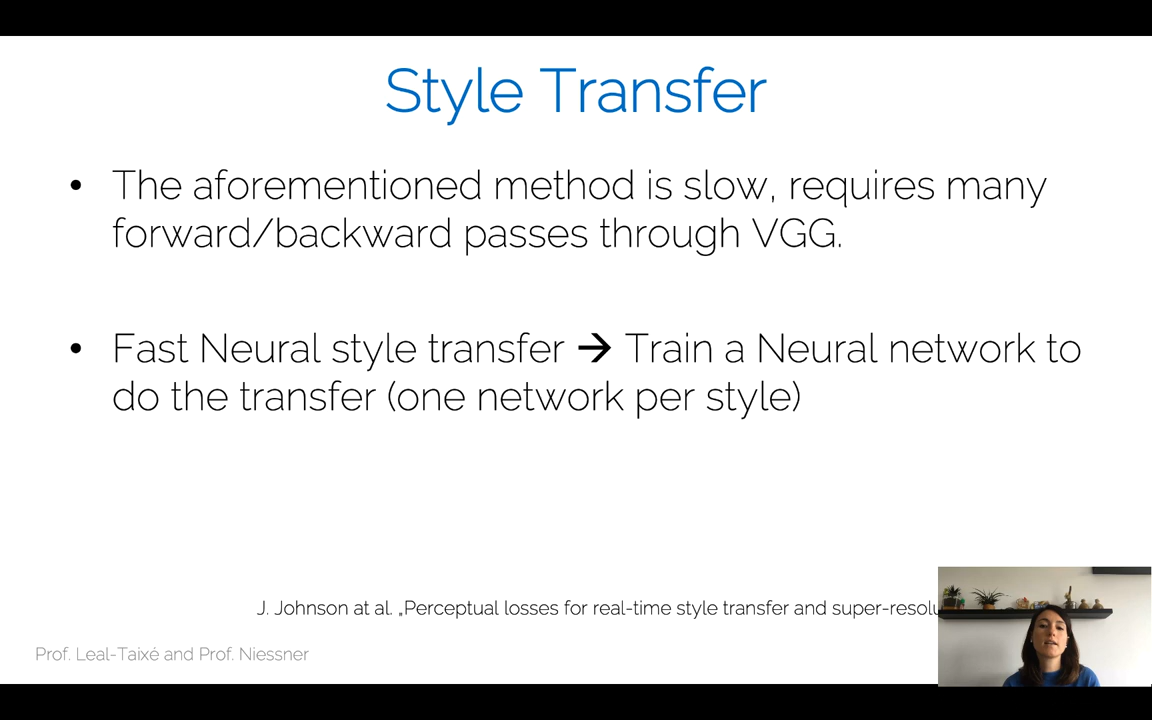 Style Transfer
• The aforementioned method is slow, requires many
forward/backward passes through VGG.
• Fast Neural style transfer → Train a Neural network to
do the transfer (one network per style)
J. Johnson at al. „Perceptual losses for real-time style transfer and
Prof. Leal-Taixé and Prof. Niessner